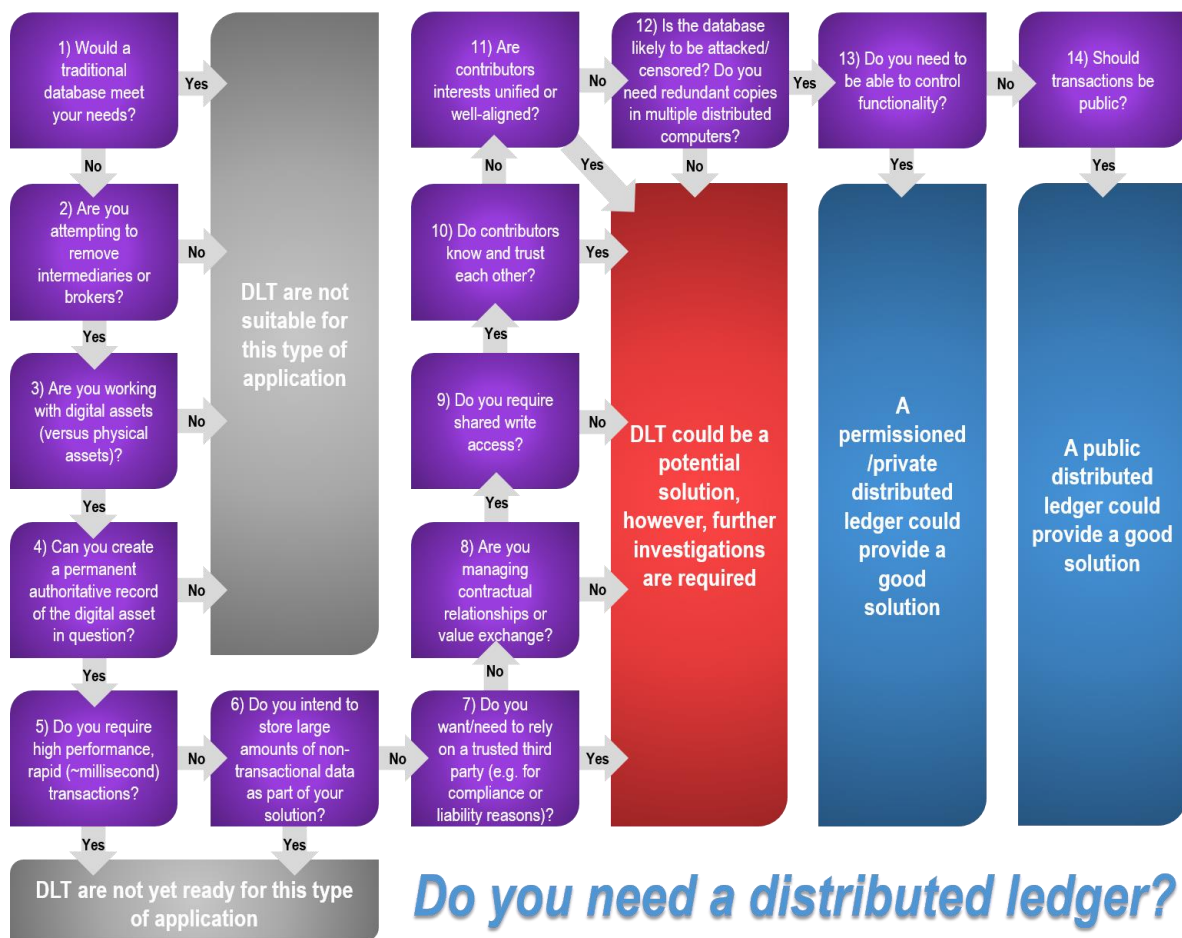 1) Would a
traditional
database meet
your needs?
Yes
No
2) Are you
attempting to
remove
intermediaries or
brokers?
No
Yes
3) Are you working
with digital assets
(versus physical
assets)?
No
Yes
4) Can you create
a permanent
authoritative record
of the digital asset
in question?
No
Yes
5) Do you require
high performance,
rapid (~millisecond)
transactions?
No
Yes
DLT are not
suitable for
this type of
application
6) Do you intend to
store large
amounts of non-
transactional data
as part of your
solution?
No
Yes
DLT are not yet ready for this type
of application
7) Do you
want/need to rely
on a trusted third
party (e.g. for
compliance or
liability reasons)?
Yes
No
8) Are you
managing
contractual
relationships or
value exchange?
No
Yes
9) Do you require
shared write
access?
No
Yes
10) Do contributors
know and trust
each other?
Yes
No
11) Are
contributors
interests unified or
well-aligned?
No
Yes
12) Is the database
likely to be attacked/
censored? Do you
need redundant copies
in multiple distributed
computers?
Yes
No
DLT could be a
potential
solution,
however, further
investigations
are required
13) Do you need to
be able to control
functionality?
No
Yes
A
permissioned
/private
distributed
ledger could
provide a
good
solution
14) Should
transactions be
public?
Yes
A public
distributed
ledger could
provide a good
solution
Do you need a distributed ledger?